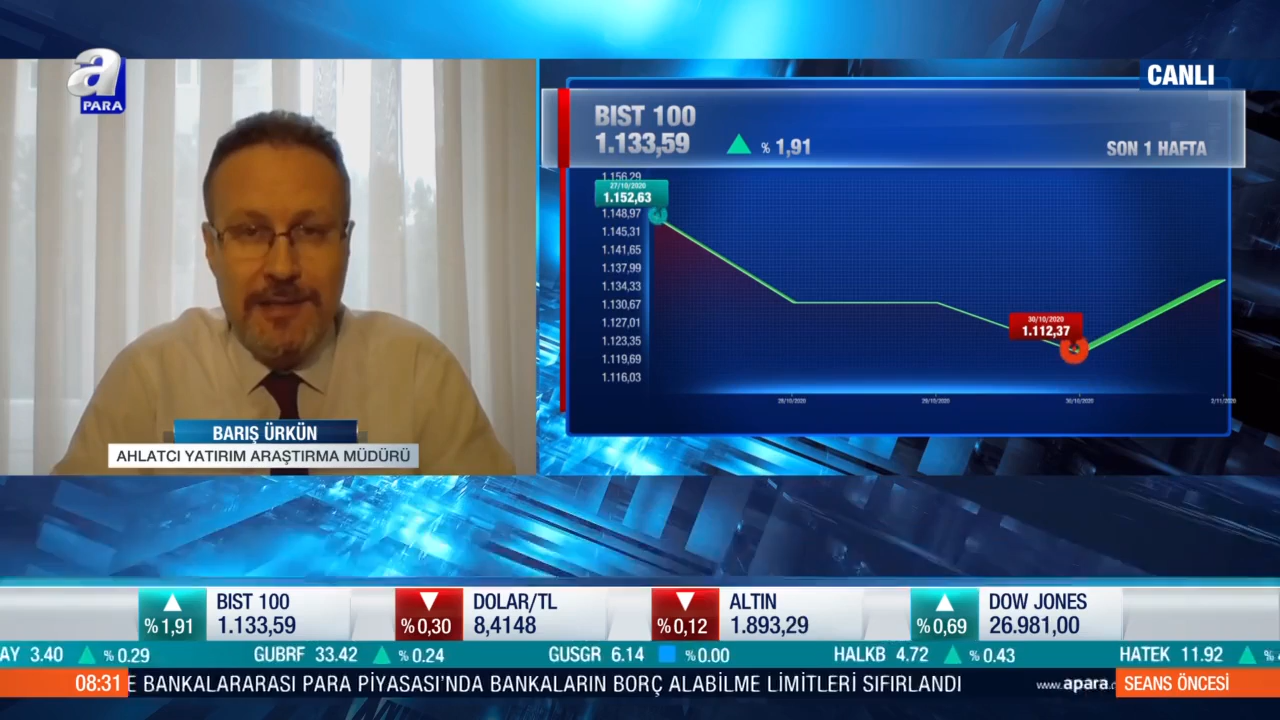 a
PARA
CANLI
BIST 100
1.133,59
% 1,91
SON 1 HAFTA
1.156,29
27/10/2020
1.152,63
1.148,97
1.145,31
1.141,65
1.137,99
1.134,33
1.130,67
1.127,01
1.123,35
1.119,69
1.116,03
30/10/2020
1.112,37
28/10/2020
29/10/2020
30/10/2020
2/11/2020
BARIŞ ÜRKÜN
AHLATCI YATIRIM ARAŞTIRMA MÜDÜRÜ
% 1,91
BIST 100
1.133,59
% 0,30
DOLAR/TL
8,4148
% 0,12
ALTIN
1.893,29
% 0,69
DOW JONES
26.981,00
AY 3.40 % 0.29 GUBRF 33.42 % 0.24 GUSGR 6.14 % 0.00 HALKB 4.72 % 0.43 HATEK 11.92 %
08:31 E BANKALARARASI PARA PİYASASI'NDA BANKALARIN BORÇ ALABİLME LİMİTLERİ SIFIRLANDI www.apara.c SEANS ÖNCESİ